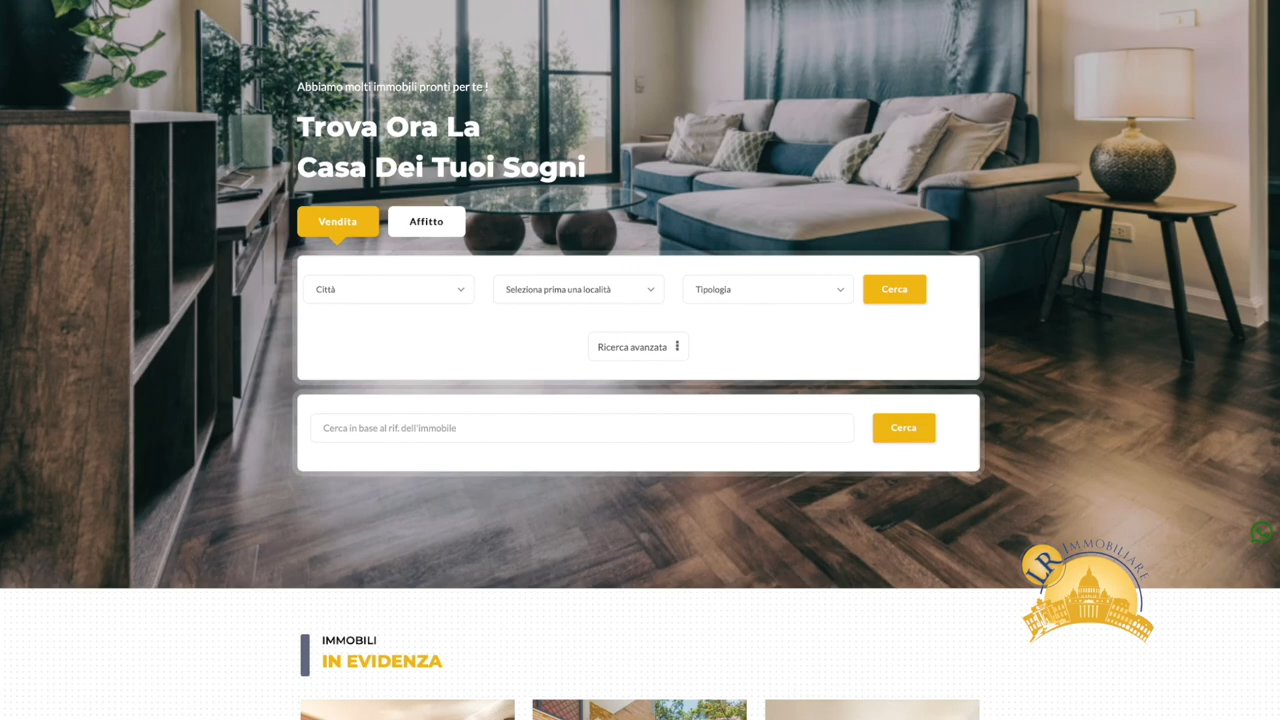 Abbiamo molti immobili pronti per te !
Trova Ora La
Casa Dei Tuoi Sogni
Vendita
Affitto
Città
Seleziona prima una località
Tipologia
Cerca
Ricerca avanzata
Cerca in base al rif. dell'immobile
Cerca
LR IMMOBILIARE
IMMOBILI
IN EVIDENZA